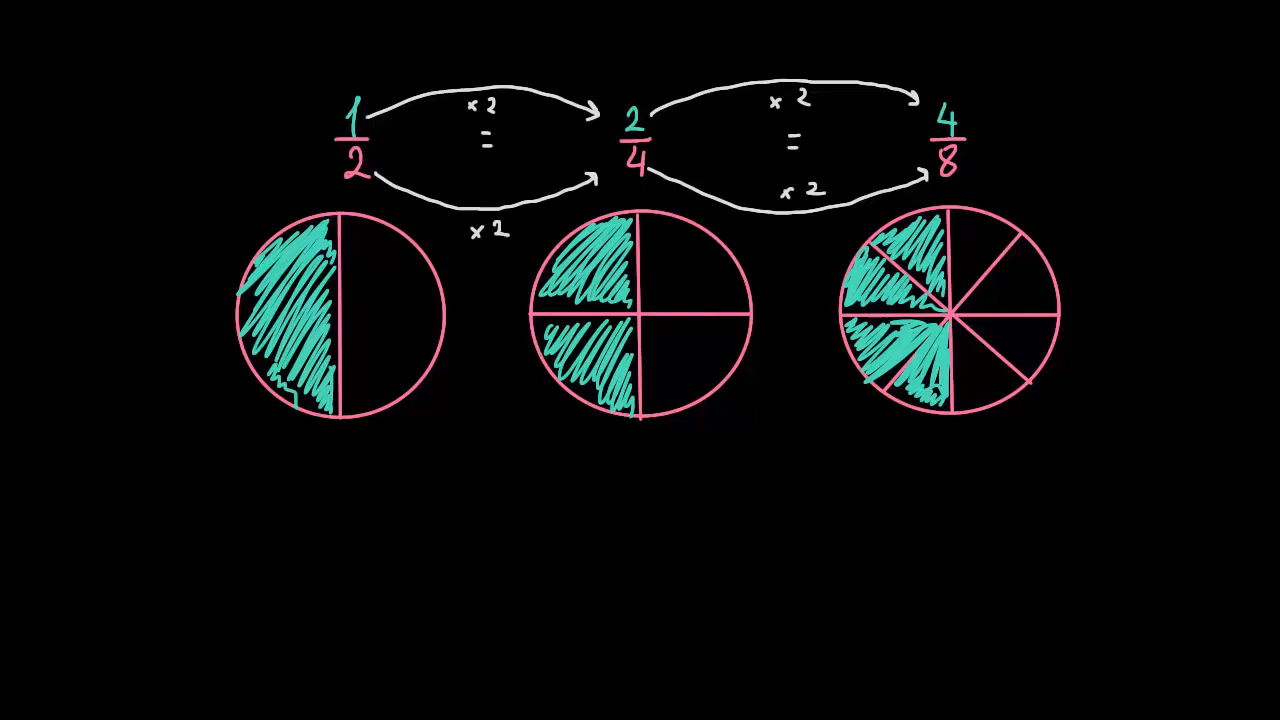 1/2 = 2/4 = 4/8
× 2
× 2
× 2
× 2